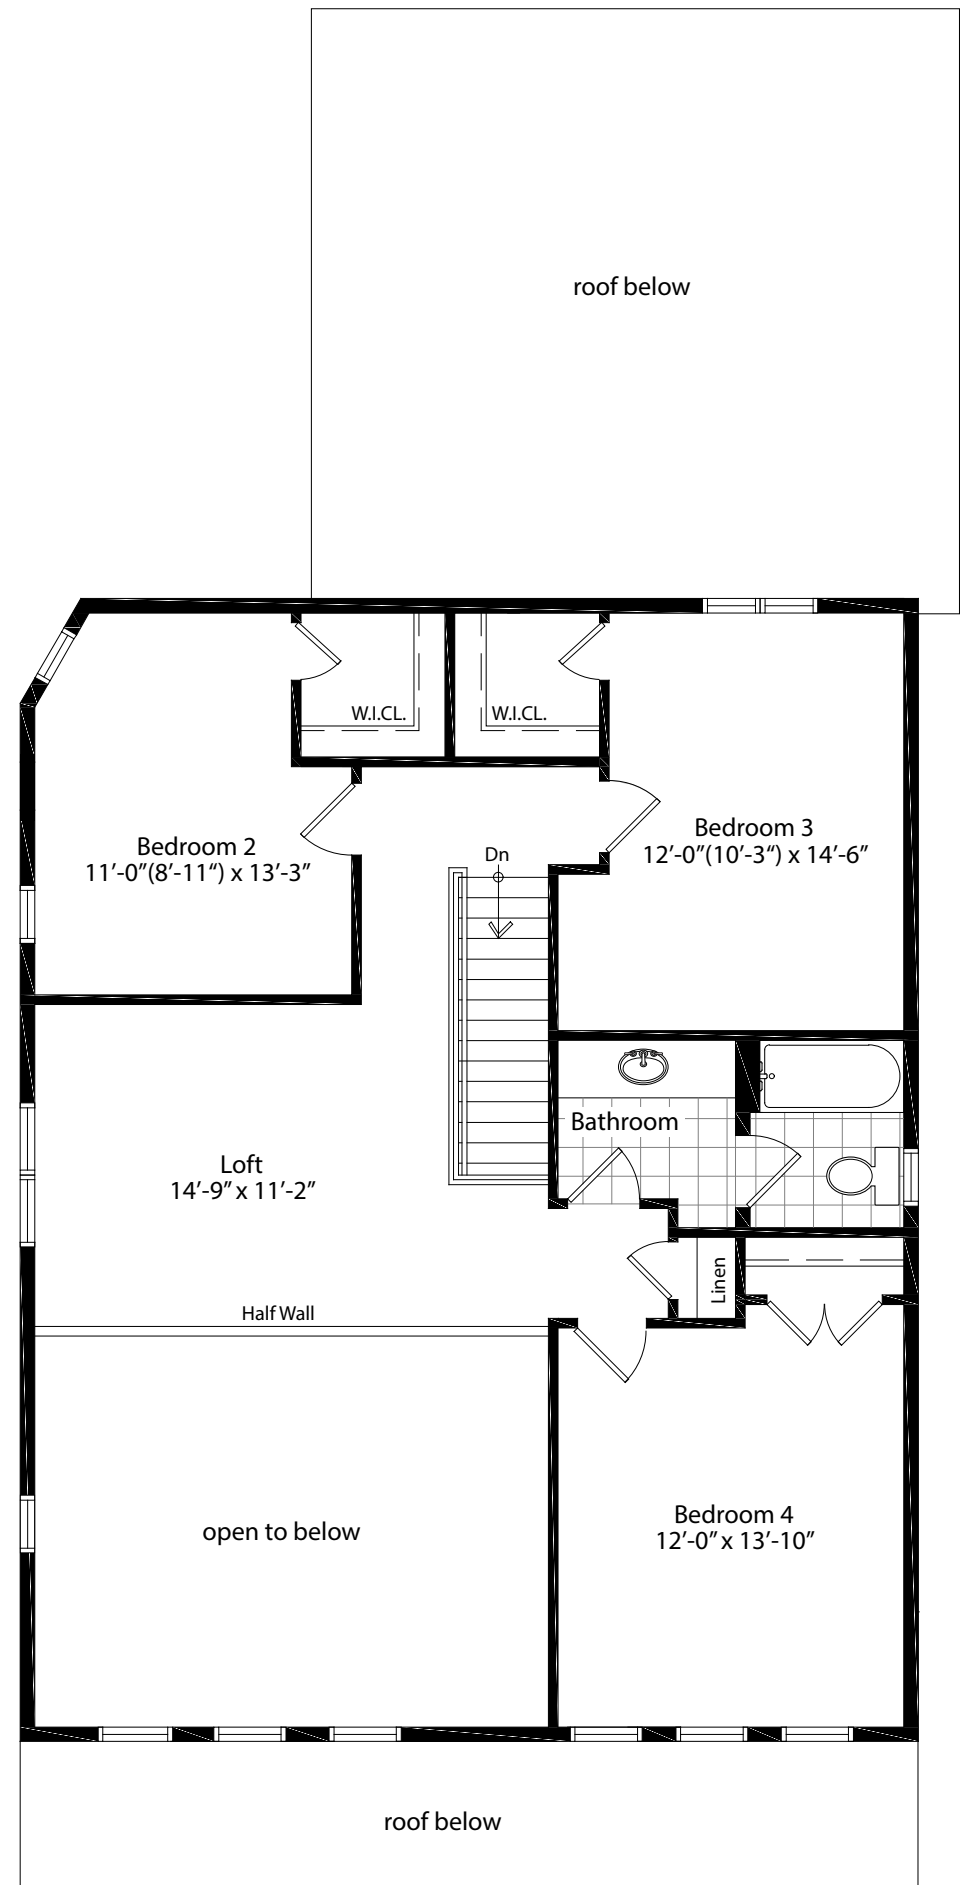 roof below
W.I.CL.
W.I.CL.
Bedroom 2
11’-0”(8’-11“) x 13’-3”
Dn
Bedroom 3
12’-0”(10’-3“) x 14’-6”
Bathroom
Loft
14’-9” x 11’-2”
Linen
Half Wall
open to below
Bedroom 4
12’-0” x 13’-10”
roof below